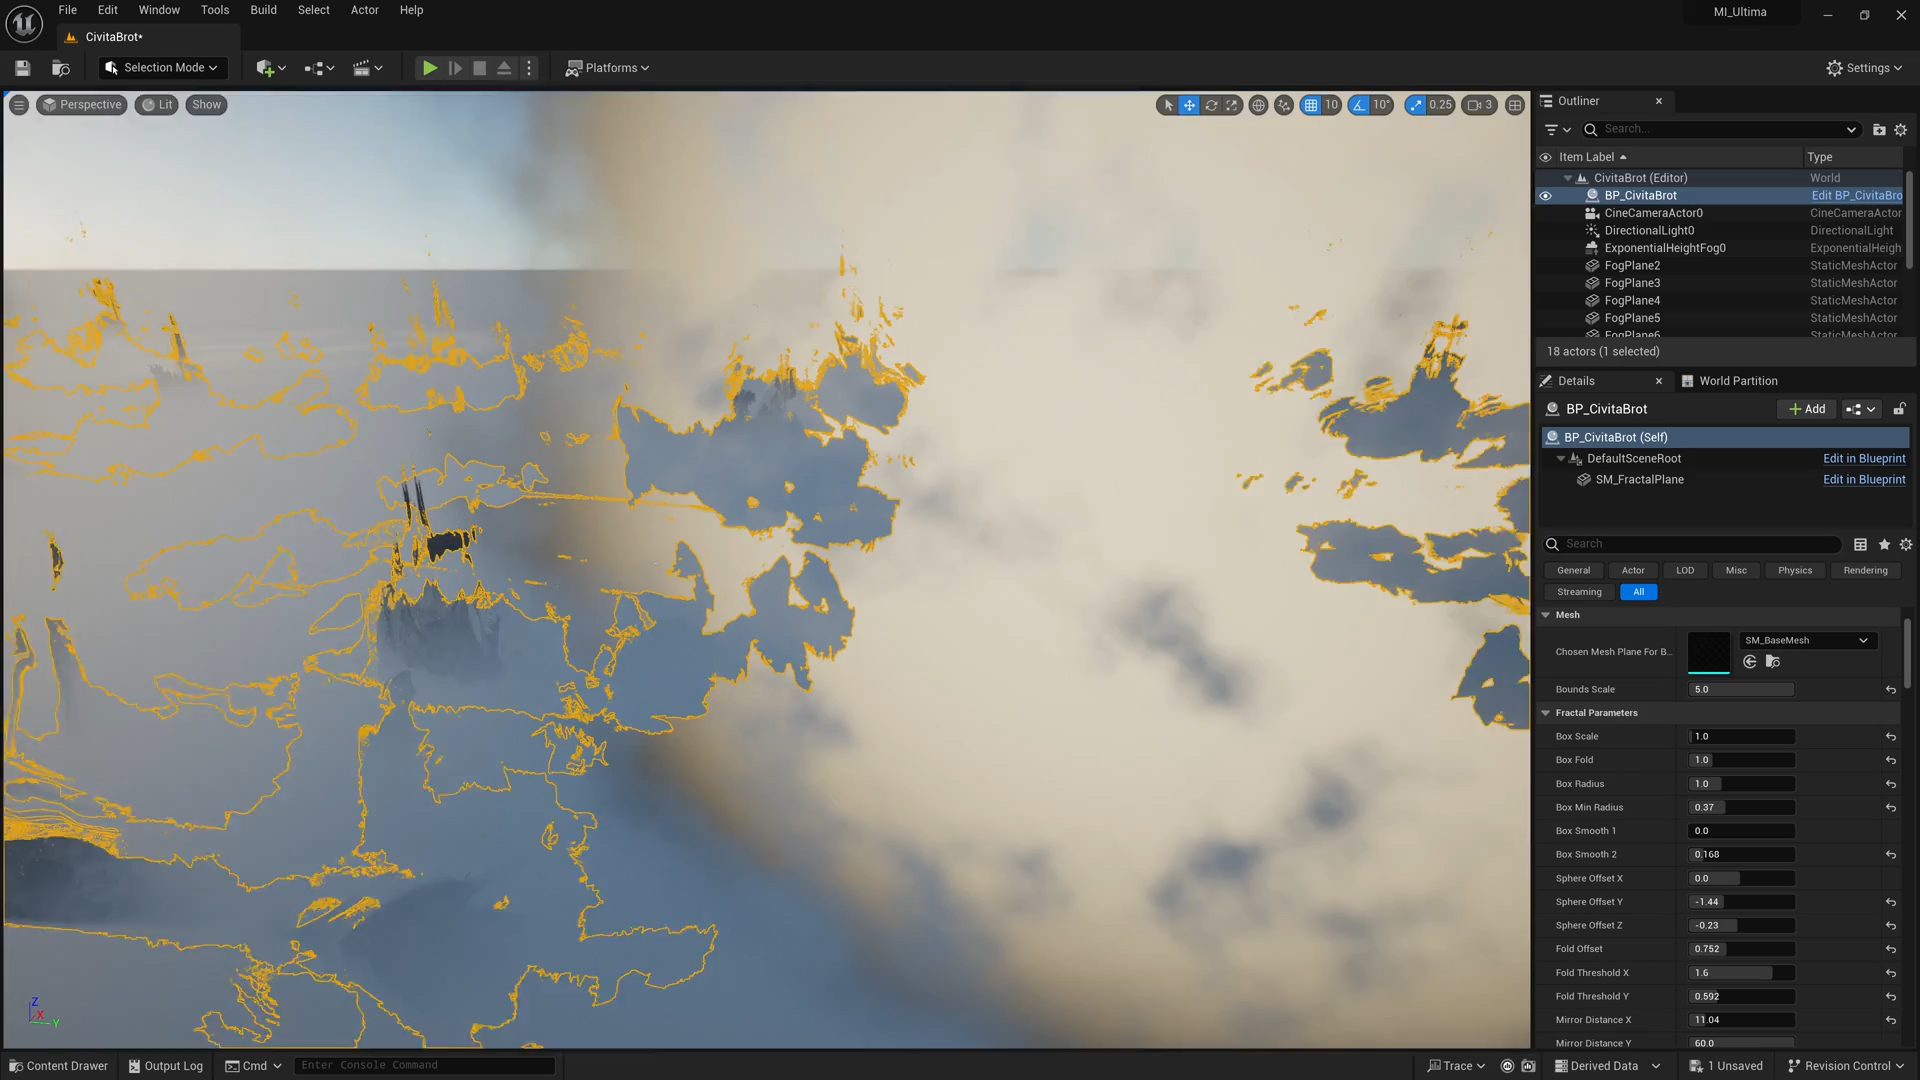 File Edit Window Tools Build Select Actor Help
MI_Ultima
CivitaBrot*
Selection Mode
Platforms
Settings
Perspective Lit Show
10 10° 0.25 3
Outliner
Search...
Item Label Type
CivitaBrot (Editor) World
BP_CivitaBrot Edit BP_CivitaBro
CineCameraActor0 CineCameraActor
DirectionalLight0 DirectionalLight
ExponentialHeightFog0 ExponentialHeigh
FogPlane2 StaticMeshActor
FogPlane3 StaticMeshActor
FogPlane4 StaticMeshActor
FogPlane5 StaticMeshActor
FogPlane6 StaticMeshActor
18 actors (1 selected)
Details World Partition
BP_CivitaBrot
Add
BP_CivitaBrot (Self)
DefaultSceneRoot Edit in Blueprint
SM_FractalPlane Edit in Blueprint
Search
General Actor LOD Misc Physics Rendering
Streaming All
Mesh
Chosen Mesh Plane For B... SM_BaseMesh
Bounds Scale 5.0
Fractal Parameters
Box Scale 1.0
Box Fold 1.0
Box Radius 1.0
Box Min Radius 0.37
Box Smooth 1 0.0
Box Smooth 2 0.168
Sphere Offset X 0.0
Sphere Offset Y -1.44
Sphere Offset Z -0.23
Fold Offset 0.752
Fold Threshold X 1.6
Fold Threshold Y 0.592
Mirror Distance X 11.04
Mirror Distance Y 60.0
Z
X
Y
Content Drawer Output Log Cmd Enter Console Command Trace Derived Data 1 Unsaved Revision Control